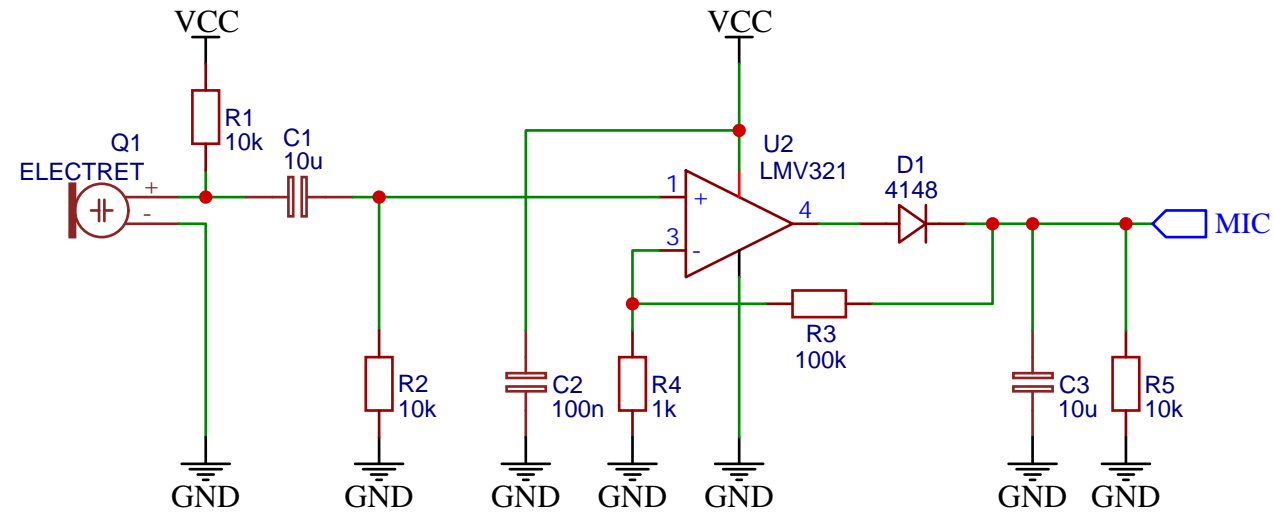 VCC
VCC
R1
10k
Q1
ELECTRET
+
-
C1
10u
U2
LMV321
1
+
3
-
4
D1
4148
MIC
R3
100k
R2
10k
C2
100n
R4
1k
C3
10u
R5
10k
GND
GND
GND
GND
GND
GND
GND